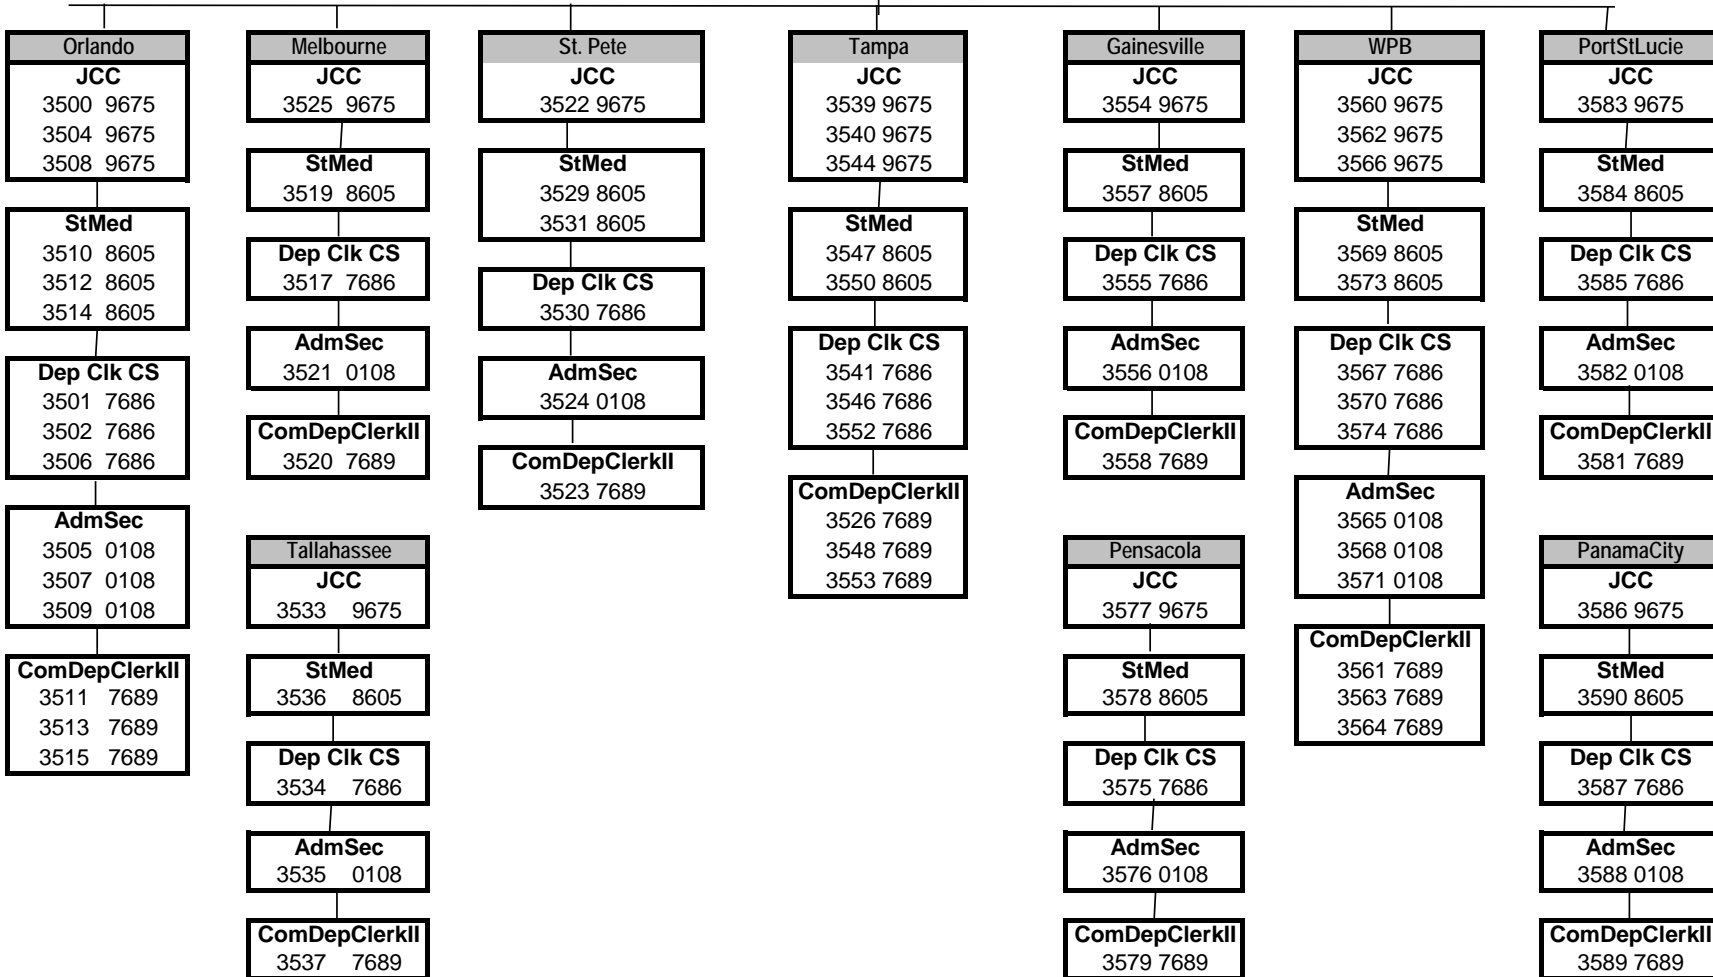 Orlando
JCC
3500 9675
3504 9675
3508 9675
StMed
3510 8605
3512 8605
3514 8605
Dep Clk CS
3501 7686
3502 7686
3506 7686
AdmSec
3505 0108
3507 0108
3509 0108
ComDepClerkII
3511 7689
3513 7689
3515 7689
Melbourne
JCC
3525 9675
StMed
3519 8605
Dep Clk CS
3517 7686
AdmSec
3521 0108
ComDepClerkII
3520 7689
Tallahassee
JCC
3533 9675
StMed
3536 8605
Dep Clk CS
3534 7686
AdmSec
3535 0108
ComDepClerkII
3537 7689
St. Pete
JCC
3522 9675
StMed
3529 8605
3531 8605
Dep Clk CS
3530 7686
AdmSec
3524 0108
ComDepClerkII
3523 7689
Tampa
JCC
3539 9675
3540 9675
3544 9675
StMed
3547 8605
3550 8605
Dep Clk CS
3541 7686
3546 7686
3552 7686
ComDepClerkII
3526 7689
3548 7689
3553 7689
Gainesville
JCC
3554 9675
StMed
3557 8605
Dep Clk CS
3555 7686
AdmSec
3556 0108
ComDepClerkII
3558 7689
Pensacola
JCC
3577 9675
StMed
3578 8605
Dep Clk CS
3575 7686
AdmSec
3576 0108
ComDepClerkII
3579 7689
WPB
JCC
3560 9675
3562 9675
3566 9675
StMed
3569 8605
3573 8605
Dep Clk CS
3567 7686
3570 7686
3574 7686
AdmSec
3565 0108
3568 0108
3571 0108
ComDepClerkII
3561 7689
3563 7689
3564 7689
PortStLucie
JCC
3583 9675
StMed
3584 8605
Dep Clk CS
3585 7686
AdmSec
3582 0108
ComDepClerkII
3581 7689
PanamaCity
JCC
3586 9675
StMed
3590 8605
Dep Clk CS
3587 7686
AdmSec
3588 0108
ComDepClerkII
3589 7689